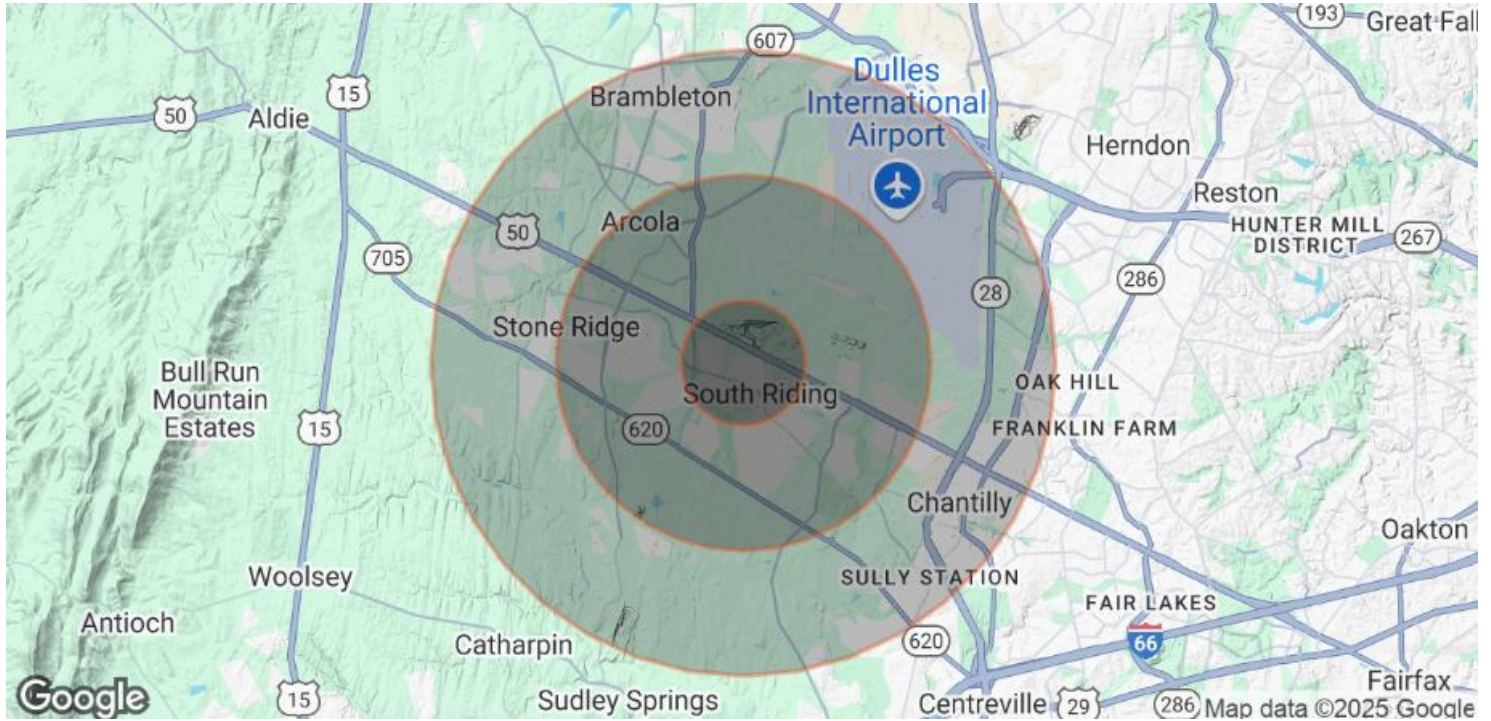 193
Great Fall
607
Dulles
International
Airport
15
Brambleton
50
Aldie
Herndon
Reston
Arcola
HUNTER MILL
DISTRICT
267
50
705
286
28
Stone Ridge
Bull Run
Mountain
Estates
OAK HILL
South Riding
15
620
FRANKLIN FARM
Chantilly
Oakton
Woolsey
SULLY STATION
FAIR LAKES
Antioch
Catharpin
620
66
Fairfax
Google
15
Sudley Springs
Centreville
29
286
Map data ©2025 Google